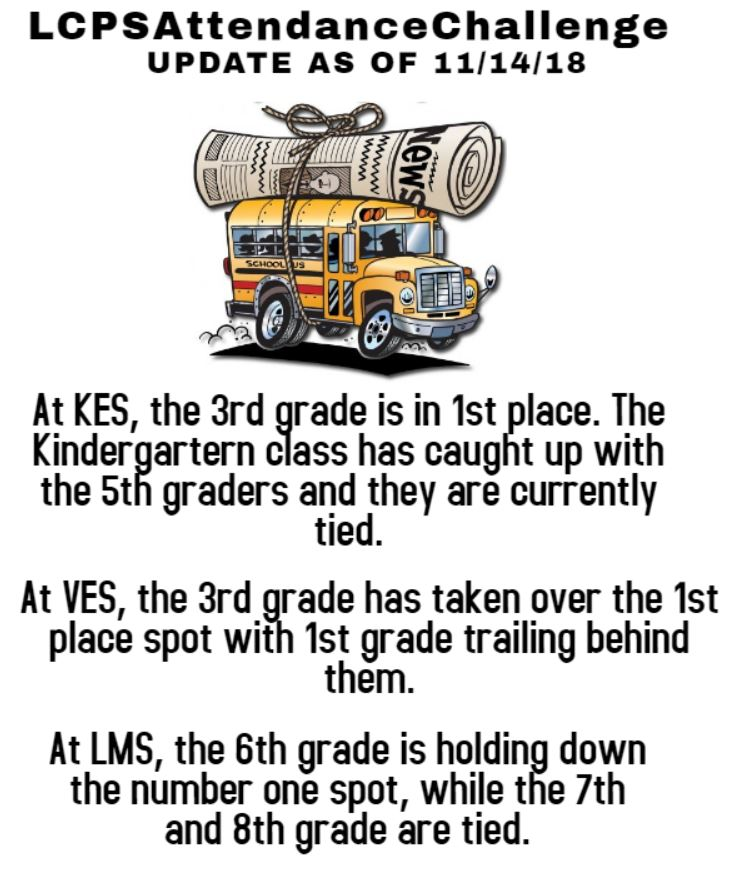 LCPSAttendanceChallenge
UPDATE AS OF 11/14/18
News
SCHOOL US
At KES, the 3rd grade is in 1st place. The
Kindergartern class has caught up with
the 5th graders and they are currently
tied.
At VES, the 3rd grade has taken over the 1st
place spot with 1st grade trailing behind
them.
At LMS, the 6th grade is holding down
the number one spot, while the 7th
and 8th grade are tied.